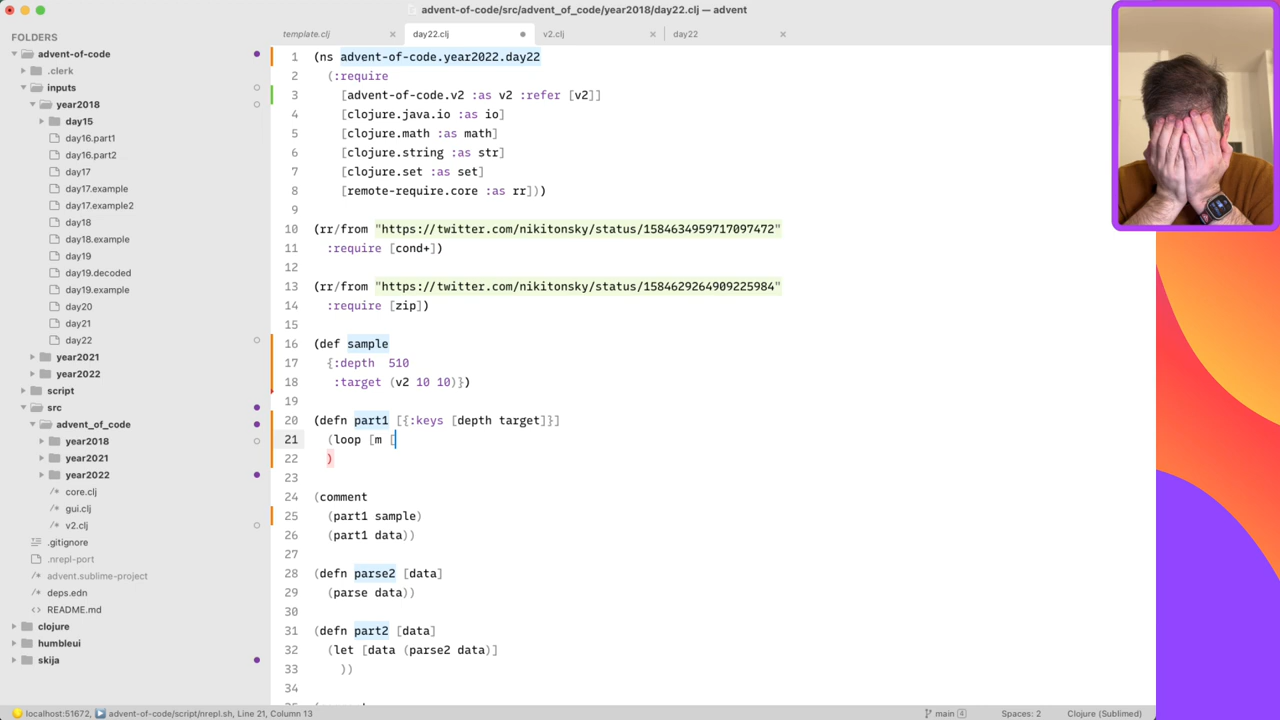 advent-of-code/src/advent_of_code/year2018/day22.clj — advent
FOLDERS
advent-of-code
.clerk
inputs
year2018
day15
day16.part1
day16.part2
day17
day17.example
day17.example2
day18
day18.example
day19
day19.decoded
day19.example
day20
day21
day22
year2021
year2022
script
src
advent_of_code
year2018
year2021
year2022
core.clj
gui.clj
v2.clj
.gitignore
.nrepl-port
advent.sublime-project
deps.edn
README.md
clojure
humbleui
skija
template.clj × day22.clj v2.clj × day22 ×
1 (ns advent-of-code.year2022.day22
2 (:require
3 [advent-of-code.v2 :as v2 :refer [v2]]
4 [clojure.java.io :as io]
5 [clojure.math :as math]
6 [clojure.string :as str]
7 [clojure.set :as set]
8 [remote-require.core :as rr]))
9
10 (rr/from "https://twitter.com/nikitonsky/status/1584634959717097472"
11 :require [cond+])
12
13 (rr/from "https://twitter.com/nikitonsky/status/1584629264909225984"
14 :require [zip])
15
16 (def sample
17 {:depth 510
18 :target (v2 10 10)})
19
20 (defn part1 [{:keys [depth target]}]
21 (loop [m [
22 )
23
24 (comment
25 (part1 sample)
26 (part1 data))
27
28 (defn parse2 [data]
29 (parse data))
30
31 (defn part2 [data]
32 (let [data (parse2 data)]
33 ))
34
localhost:51672, advent-of-code/script/nrepl.sh, Line 21, Column 13 main 4 Spaces: 2 Clojure (Sublimed)